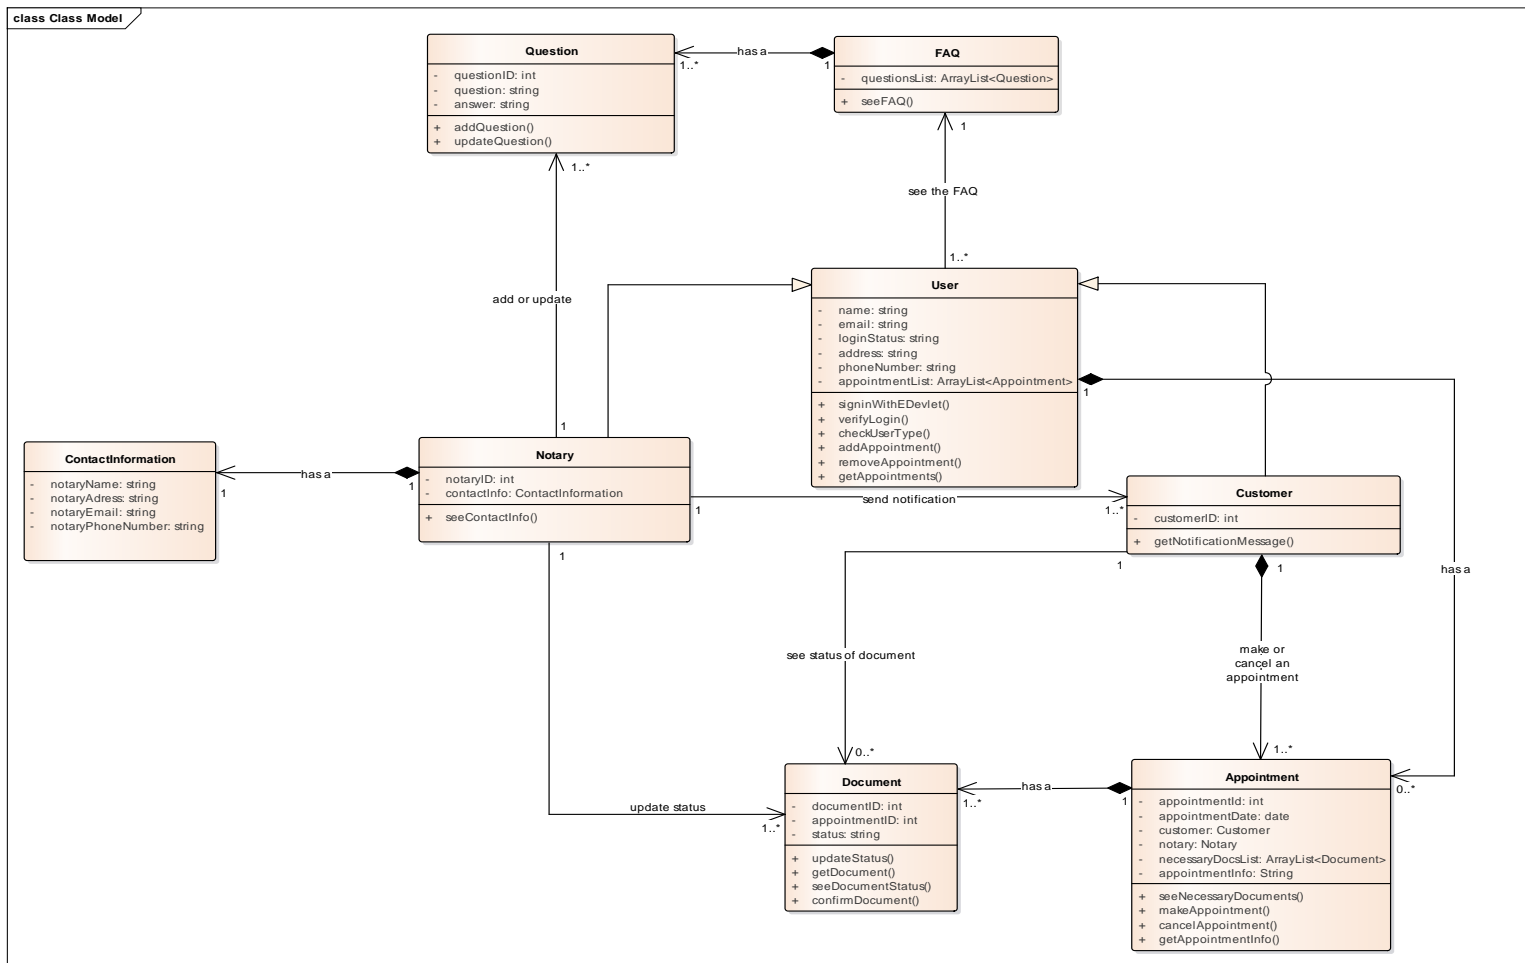 class Class Model
Question
- questionID: int
- question: string
- answer: string
+ addQuestion()
+ updateQuestion()
1..*
has a
1
FAQ
- questionsList: ArrayList<Question>
+ seeFAQ()
1
see the FAQ
1..*
1..*
add or update
1
User
- name: string
- email: string
- loginStatus: string
- address: string
- phoneNumber: string
- appointmentList: ArrayList<Appointment>
+ signinWithEDevlet()
+ verifyLogin()
+ checkUserType()
+ addAppointment()
+ removeAppointment()
+ getAppointments()
1
has a
0..*
ContactInformation
- notaryName: string
- notaryAdress: string
- notaryEmail: string
- notaryPhoneNumber: string
1
has a
1
Notary
- notaryID: int
- contactInfo: ContactInformation
+ seeContactInfo()
1
send notification
1..*
Customer
- customerID: int
+ getNotificationMessage()
1
see status of document
0..*
1
make or
cancel an
appointment
1..*
1
update status
1..*
Document
- documentID: int
- appointmentID: int
- status: string
+ updateStatus()
+ getDocument()
+ seeDocumentStatus()
+ confirmDocument()
1..*
has a
1
Appointment
- appointmentId: int
- appointmentDate: date
- customer: Customer
- notary: Notary
- necessaryDocsList: ArrayList<Document>
- appointmentInfo: String
+ seeNecessaryDocuments()
+ makeAppointment()
+ cancelAppointment()
+ getAppointmentInfo()